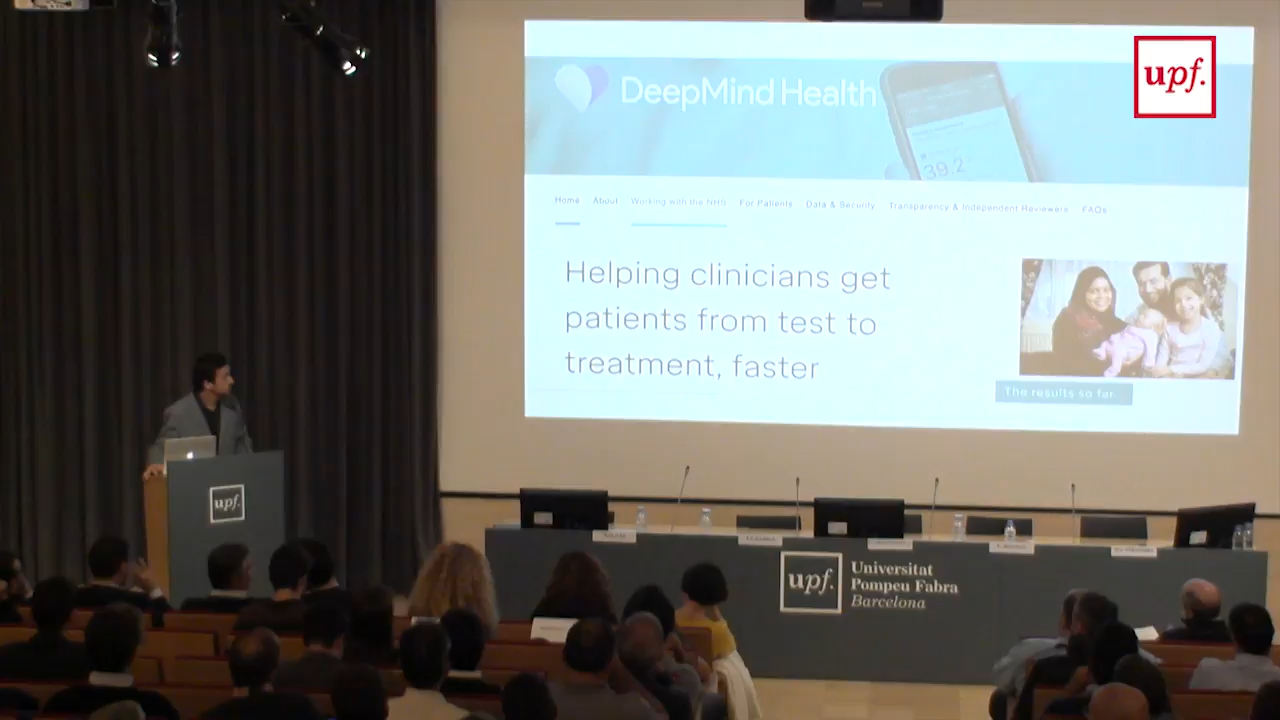 DeepMind Health
upf.
39.2
Home About Working with the NHS For Patients Data & Security Transparency & Independent Reviewers FAQs
Helping clinicians get
patients from test to
treatment, faster
The results so far
upf.
upf.
Universitat
Pompeu Fabra
Barcelona